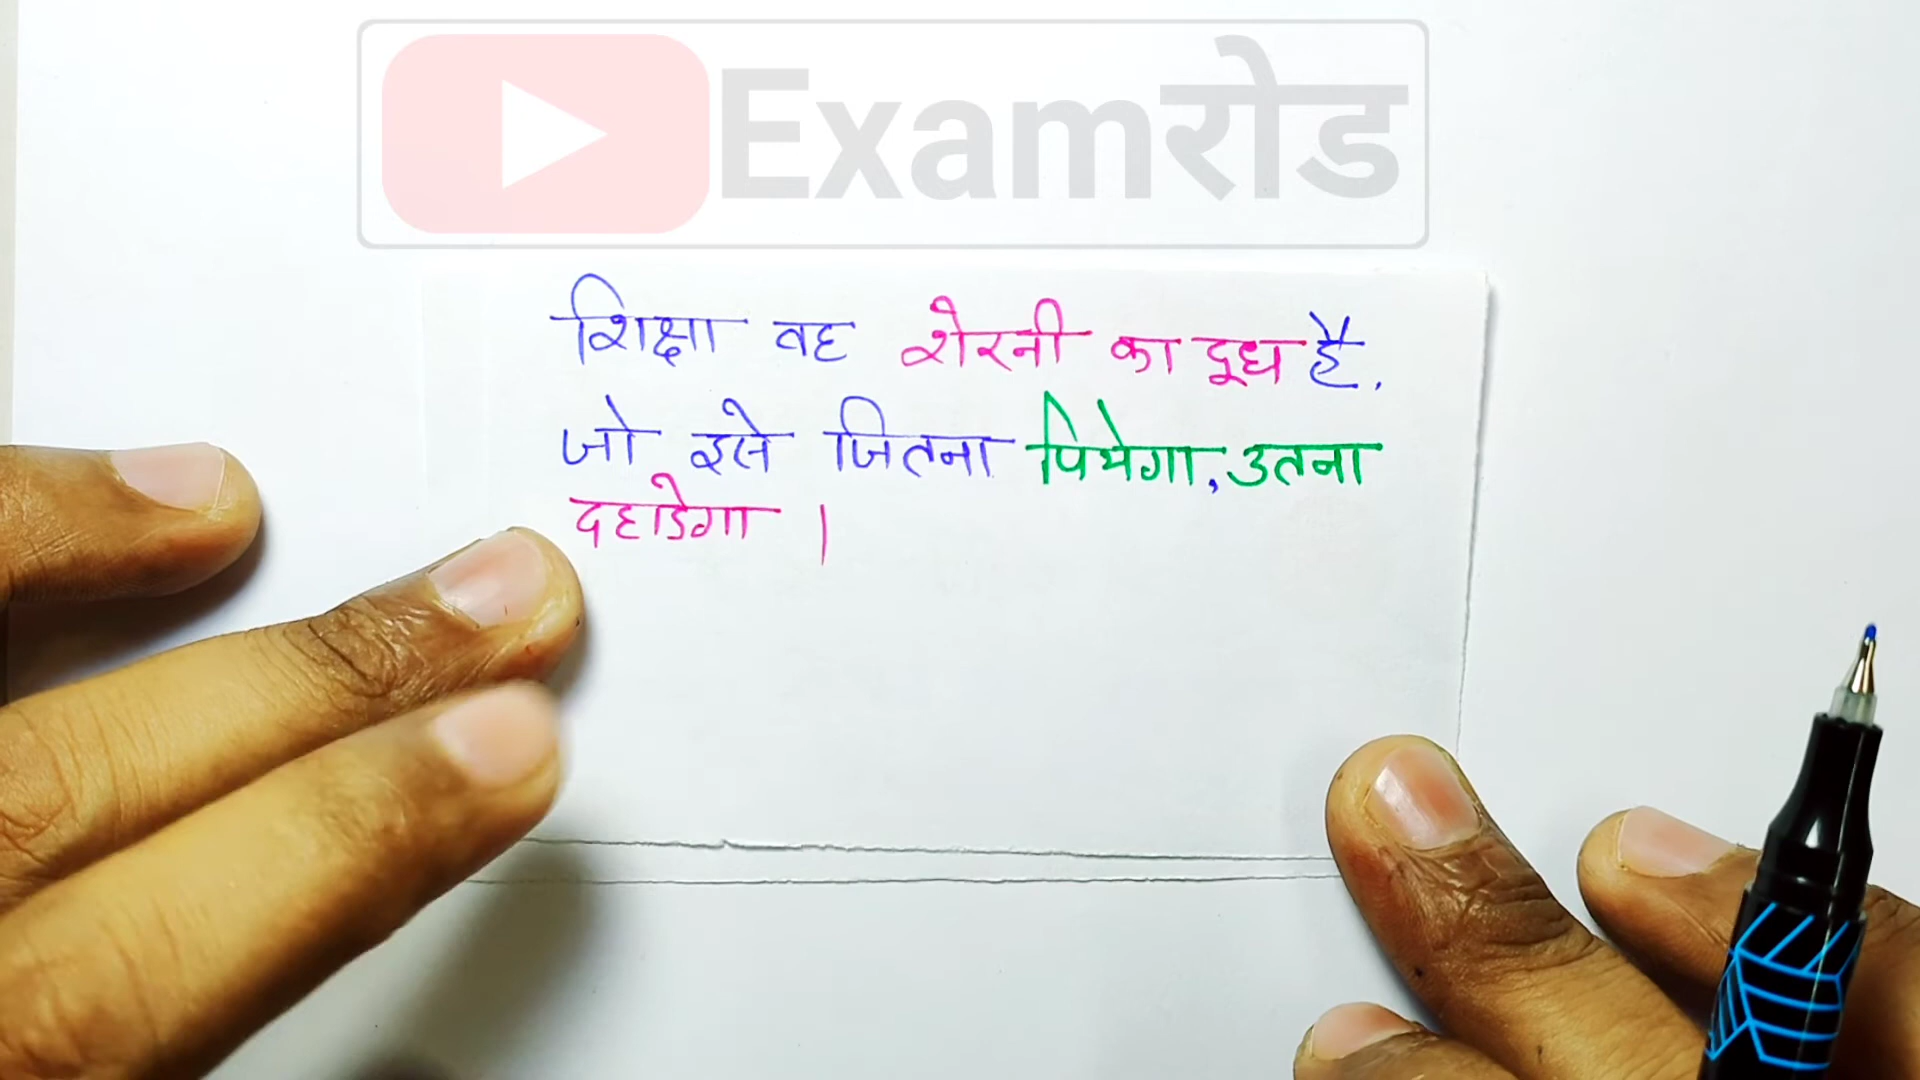 Examरोड
शिक्षा वह शेरनी का दूध है,
जो इसे जितना पियेगा, उतना
दहाडेगा ।